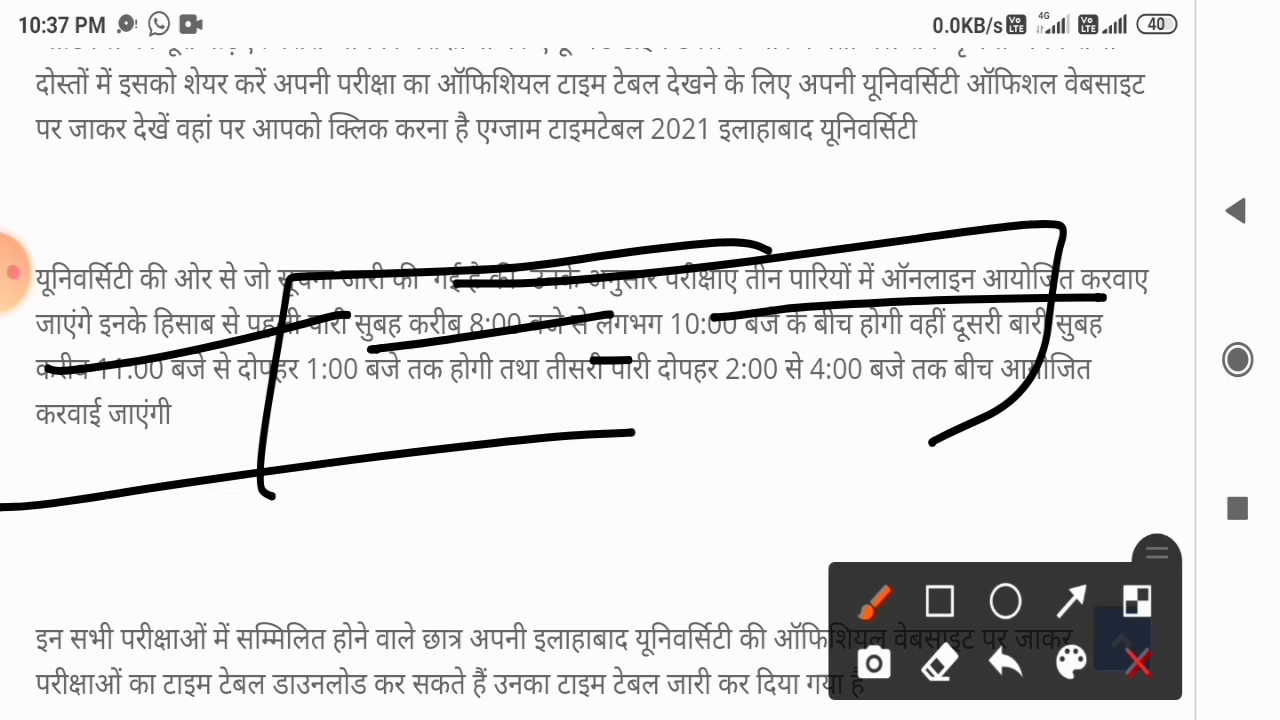 10:37 PM 0.0KB/s Vo LTE 4G Vo LTE 40
दोस्तों में इसको शेयर करें अपनी परीक्षा का ऑफिशियल टाइम टेबल देखने के लिए अपनी यूनिवर्सिटी ऑफिशल वेबसाइट
पर जाकर देखें वहां पर आपको क्लिक करना है एग्जाम टाइमटेबल 2021 इलाहाबाद यूनिवर्सिटी
यूनिवर्सिटी की ओर से जो सूचना जारी की गई है की उनके अनुसार परीक्षाएं तीन पारियों में ऑनलाइन आयोजित करवाए
जाएंगे इनके हिसाब से पहली पारी सुबह करीब 8:00 बजे से लगभग 10:00 बजे के बीच होगी वहीं दूसरी बारी सुबह
करीब 11:00 बजे से दोपहर 1:00 बजे तक होगी तथा तीसरी पारी दोपहर 2:00 से 4:00 बजे तक बीच आयोजित
करवाई जाएंगी
इन सभी परीक्षाओं में सम्मिलित होने वाले छात्र अपनी इलाहाबाद यूनिवर्सिटी की ऑफिशियल वेबसाइट पर जाकर
परीक्षाओं का टाइम टेबल डाउनलोड कर सकते हैं उनका टाइम टेबल जारी कर दिया गया है